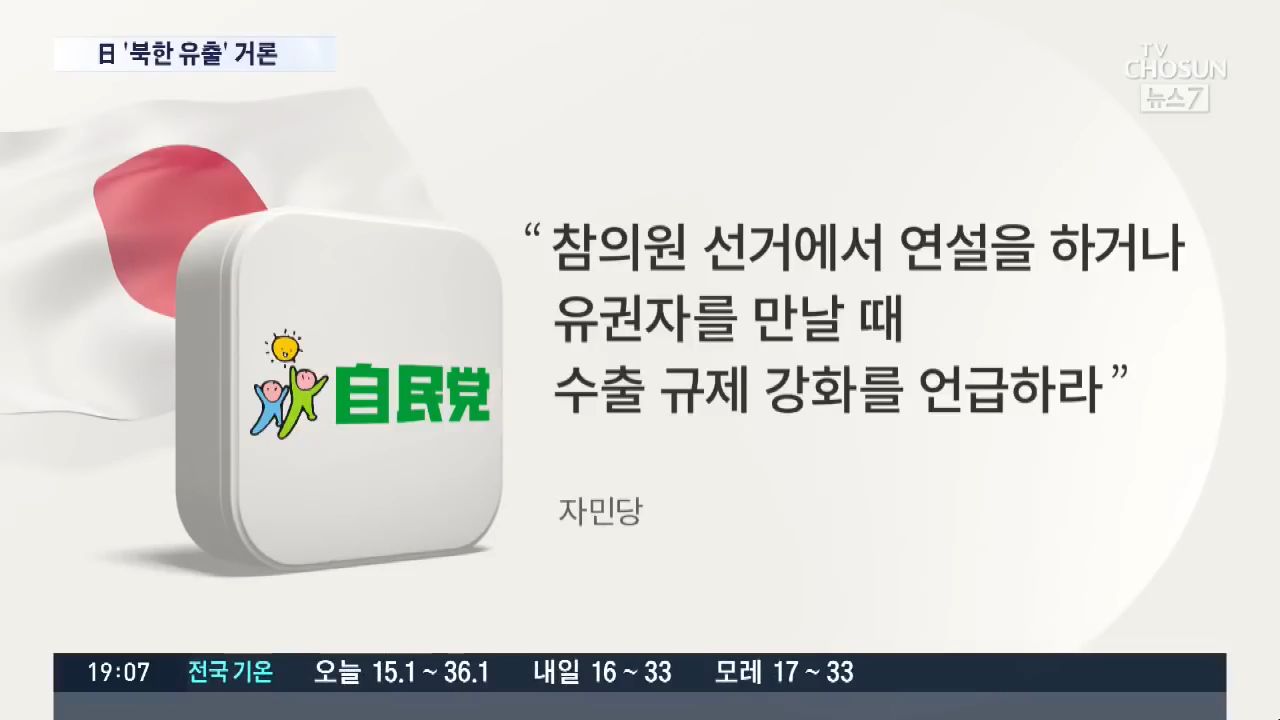 日 '북한 유출' 거론
TV
CHOSUN
뉴스7
“ 참의원 선거에서 연설을 하거나
유권자를 만날 때
수출 규제 강화를 언급하라 ”
自民党
자민당
19:07 전국 기온 오늘 15.1 ~ 36.1 내일 16 ~ 33 모레 17 ~ 33